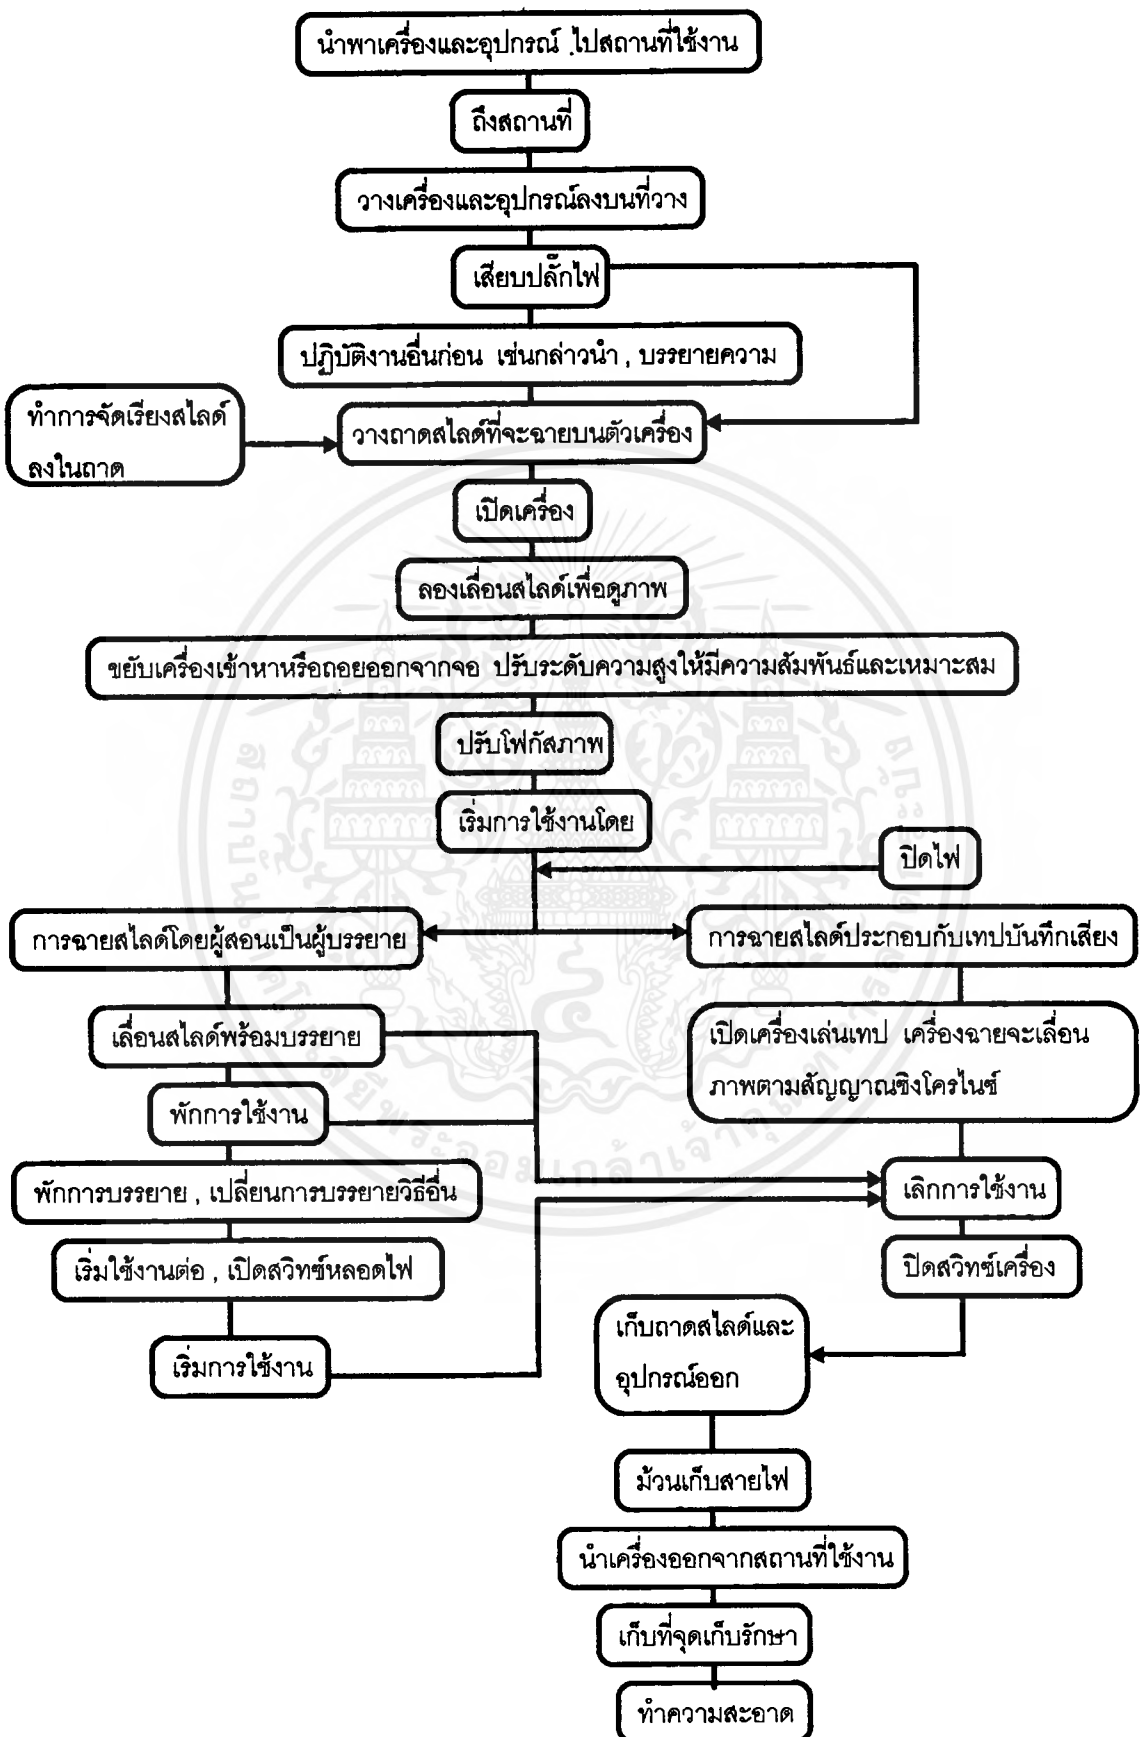 นำพาเครื่องและอุปกรณ์ .ไปสถานที่ใช้งาน
ถึงสถานที่
วางเครื่องและอุปกรณ์ลงบนที่วาง
เสียบปลั๊กไฟ
ปฏิบัติงานอื่นก่อน เช่นกล่าวนำ , บรรยายความ
ทำการจัดเรียงสไลด์
ลงในถาด
วางถาดสไลด์ที่จะฉายบนตัวเครื่อง
เปิดเครื่อง
ลองเลื่อนสไลด์เพื่อดูภาพ
ขยับเครื่องเข้าหาหรือถอยออกจากจอ ปรับระดับความสูงให้มีความสัมพันธ์และเหมาะสม
ปรับโฟกัสภาพ
เริ่มการใช้งานโดย
ปิดไฟ
การฉายสไลด์โดยผู้สอนเป็นผู้บรรยาย
เลื่อนสไลด์พร้อมบรรยาย
พักการใช้งาน
พักการบรรยาย , เปลี่ยนการบรรยายวิธีอื่น
เริ่มใช้งานต่อ , เปิดสวิทซ์หลอดไฟ
เริ่มการใช้งาน
การฉายสไลด์ประกอบกับเทปบันทึกเสียง
เปิดเครื่องเล่นเทป เครื่องฉายจะเลื่อน
ภาพตามสัญญาณซิงโครไนซ์
เลิกการใช้งาน
ปิดสวิทซ์เครื่อง
เก็บถาดสไลด์และ
อุปกรณ์ออก
ม้วนเก็บสายไฟ
นำเครื่องออกจากสถานที่ใช้งาน
เก็บที่จุดเก็บรักษา
ทำความสะอาด